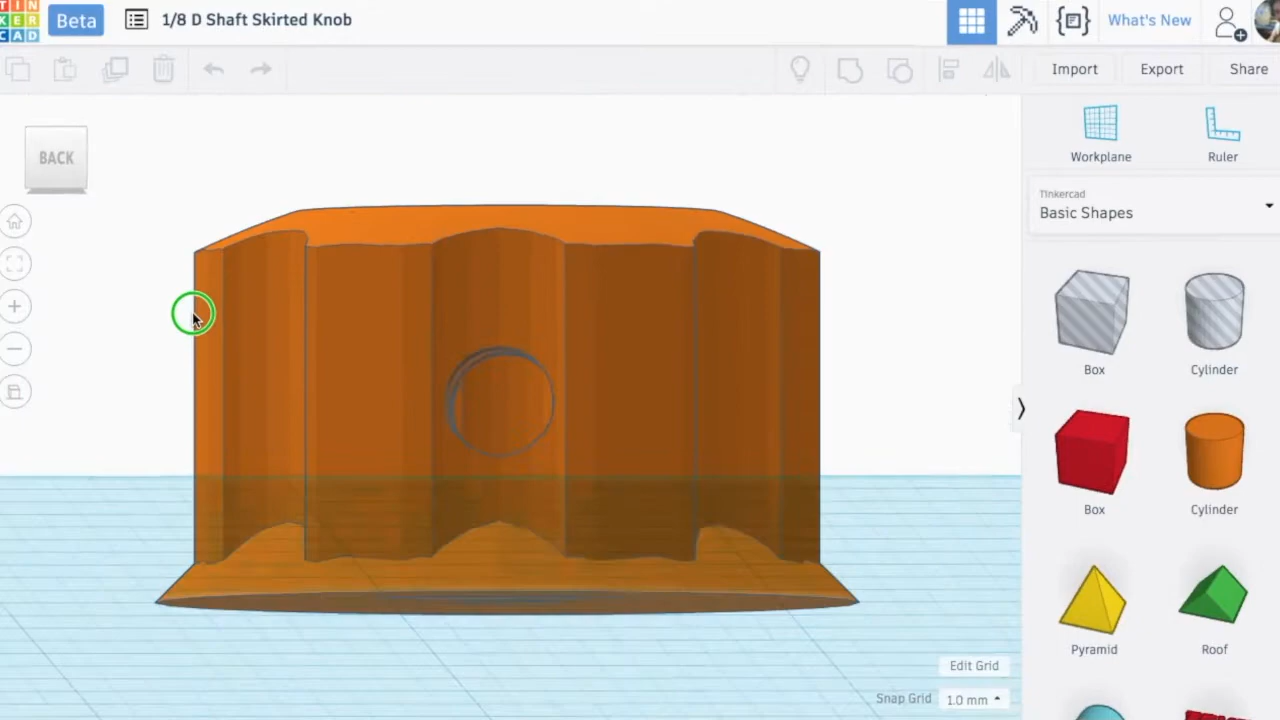 TIN
KER
CAD
Beta
1/8 D Shaft Skirted Knob
What's New
Import
Export
Share
BACK
Workplane
Ruler
Tinkercad
Basic Shapes
Box
Cylinder
Box
Cylinder
Pyramid
Roof
Edit Grid
Snap Grid
1.0 mm